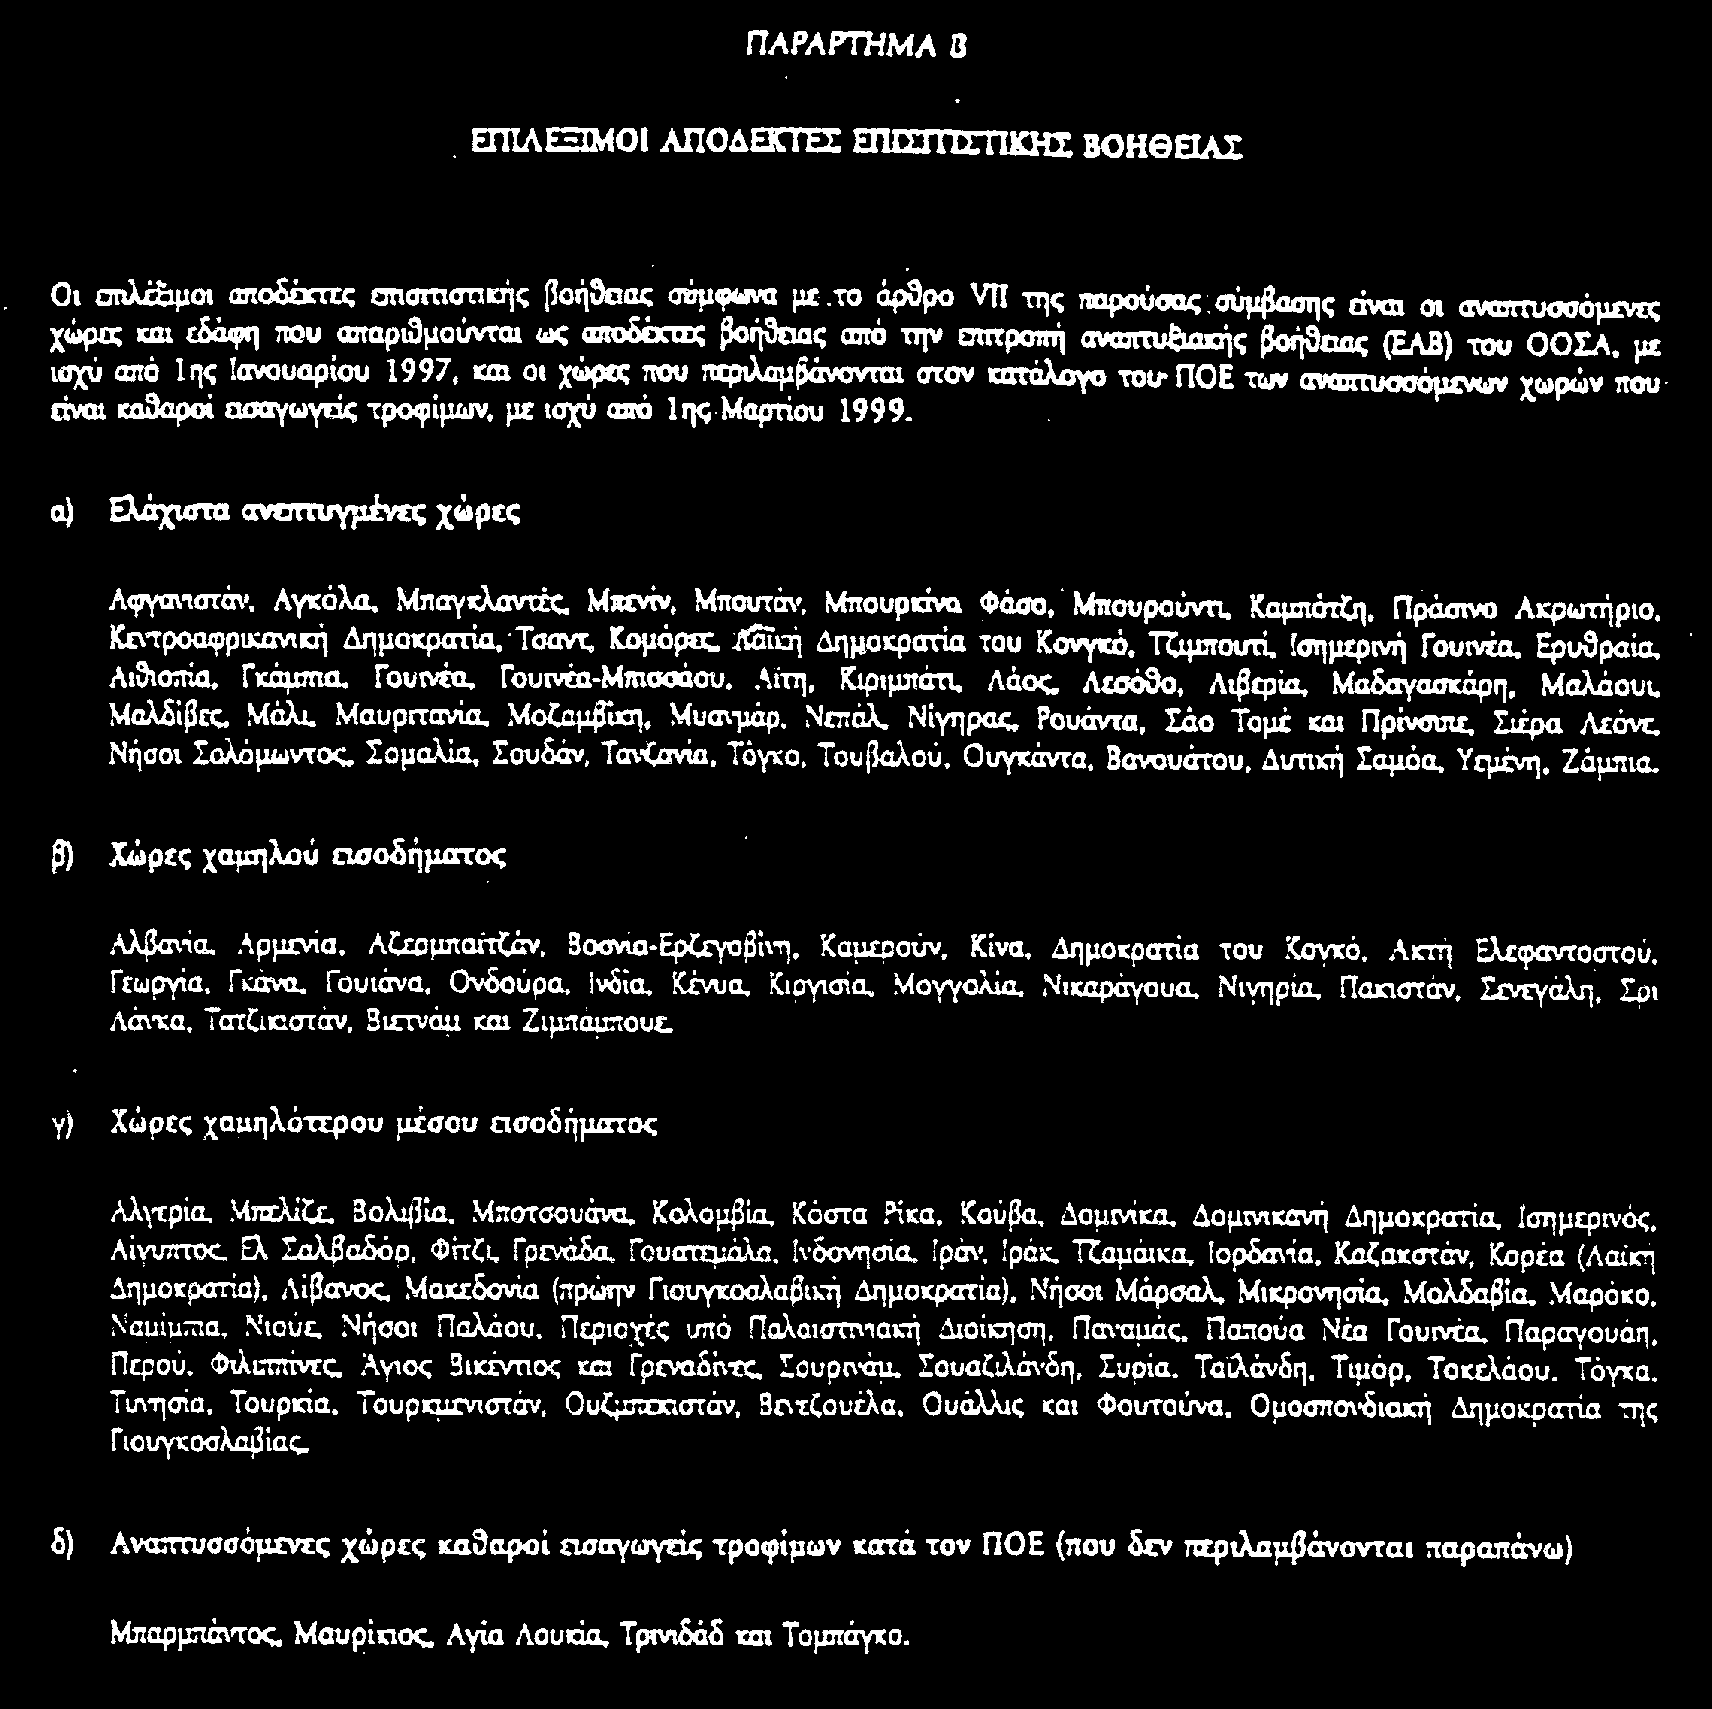 ΠΑΡΑΡΤΗΜΑ Β
ΕΠΙΛΕΞΙΜΟΙ ΑΠΟΔΕΚΤΕΣ ΕΠΙΣΙΤΙΣΤΙΚΗΣ ΒΟΗΘΕΙΑΣ
Οι επιλέξιμοι αποδέκτες επισιτιστικής βοήθειας σύμφωνα με το άρθρο VII της παρούσας σύμβασης είναι οι αναπτυσσόμενες
χώρες και εδάφη που απαριθμούνται ως αποδέκτες βοήθειας από την επιτροπή αναπτυξιακής βοήθειας (ΕΑΒ) του ΟΟΣΑ, με
ισχύ από 1ης Ιανουαρίου 1997, και οι χώρες που περιλαμβάνονται στον κατάλογο του ΠΟΕ των αναπτυσσόμενων χωρών που
είναι καθαροί εισαγωγείς τροφίμων, με ισχύ από 1ης Μαρτίου 1999.
α) Ελάχιστα ανεπτυγμένες χώρες
Αφγανιστάν, Αγκόλα, Μπαγκλαντές, Μπενίν, Μπουτάν, Μπουρκίνα Φάσο, Μπουρούντι, Καμπότζη, Πράσινο Ακρωτήριο,
Κεντροαφρικανική Δημοκρατία, Τσαντ, Κομόρες, Λαϊκή Δημοκρατία του Κονγκό, Τζιμπουτί, Ισημερινή Γουινέα, Ερυθραία,
Αιθιοπία, Γκάμπια, Γουινέα, Γουινέα-Μπισσάου, Αϊτη, Κιριμπάτι, Λάος, Λεσόθο, Λιβερία, Μαδαγασκάρη, Μαλάουι,
Μαλδίβες, Μάλι, Μαυριτανία, Μοζαμβίκη, Μυανμάρ, Νεπάλ, Νίγηρας, Ρουάντα, Σάο Τομέ και Πρίνσιπε, Σιέρα Λεόνε,
Νήσοι Σολόμωντος, Σομαλία, Σουδάν, Τανζανία, Τόγκο, Τουβαλού, Ουγκάντα, Βανουάτου, Δυτική Σαμόα, Υεμένη, Ζάμπια.
β) Χώρες χαμηλού εισοδήματος
Αλβανία, Αρμενία, Αζερμπαϊτζάν, Βοσνία-Ερζεγοβίνη, Καμερούν, Κίνα, Δημοκρατία του Κογκό, Ακτή Ελεφαντοστού,
Γεωργία, Γκάνα, Γουιάνα, Ονδούρα, Ινδία, Κένυα, Κιργισία, Μογγολία, Νικαράγουα, Νιγηρία, Πακιστάν, Σενεγάλη, Σρι
Λάνκα, Τατζικιστάν, Βιετνάμ και Ζιμπάμπουε.
γ) Χώρες χαμηλότερου μέσου εισοδήματος
Αλγερία, Μπελίζε, Βολιβία, Μποτσουάνα, Κολομβία, Κόστα Ρίκα, Κούβα, Δομινίκα, Δομινικανή Δημοκρατία, Ισημερινός,
Αίγυπτος, Ελ Σαλβαδόρ, Φίτζι, Γρενάδα, Γουατεμάλα, Ινδονησία, Ιράν, Ιράκ, Τζαμάικα, Ιορδανία, Καζακστάν, Κορέα (Λαϊκή
Δημοκρατία), Λίβανος, Μακεδονία (πρώην Γιουγκοσλαβική Δημοκρατία), Νήσοι Μάρσαλ, Μικρονησία, Μολδαβία, Μαρόκο,
Ναμίμπια, Νιούε, Νήσοι Παλάου, Περιοχές υπό Παλαιστινιακή Διοίκηση, Παναμάς, Παπούα Νέα Γουινέα, Παραγουάη,
Περού, Φιλιππίνες, Άγιος Βικέντιος και Γρεναδίνες, Σουρινάμ, Σουαζιλάνδη, Συρία, Ταϊλάνδη, Τιμόρ, Τοκελάου, Τόγκα,
Τυνησία, Τουρκία, Τουρκμενιστάν, Ουζμπεκιστάν, Βενεζουέλα, Ουάλλις και Φουτούνα, Ομοσπονδιακή Δημοκρατία της
Γιουγκοσλαβίας.
δ) Αναπτυσσόμενες χώρες καθαροί εισαγωγείς τροφίμων κατά τον ΠΟΕ (που δεν περιλαμβάνονται παραπάνω)
Μπαρμπάντος, Μαυρίκιος, Αγία Λουκία, Τρινιδάδ και Τομπάγκο.